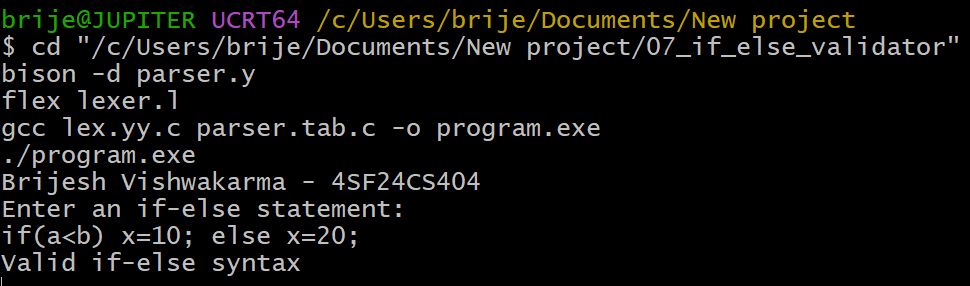 brije@JUPITER UCRT64 /c/Users/brije/Documents/New project
$ cd "/c/Users/brije/Documents/New project/07_if_else_validator"
bison -d parser.y
flex lexer.l
gcc lex.yy.c parser.tab.c -o program.exe
./program.exe
Brijesh Vishwakarma - 4SF24CS404
Enter an if-else statement:
if(a<b) x=10; else x=20;
Valid if-else syntax